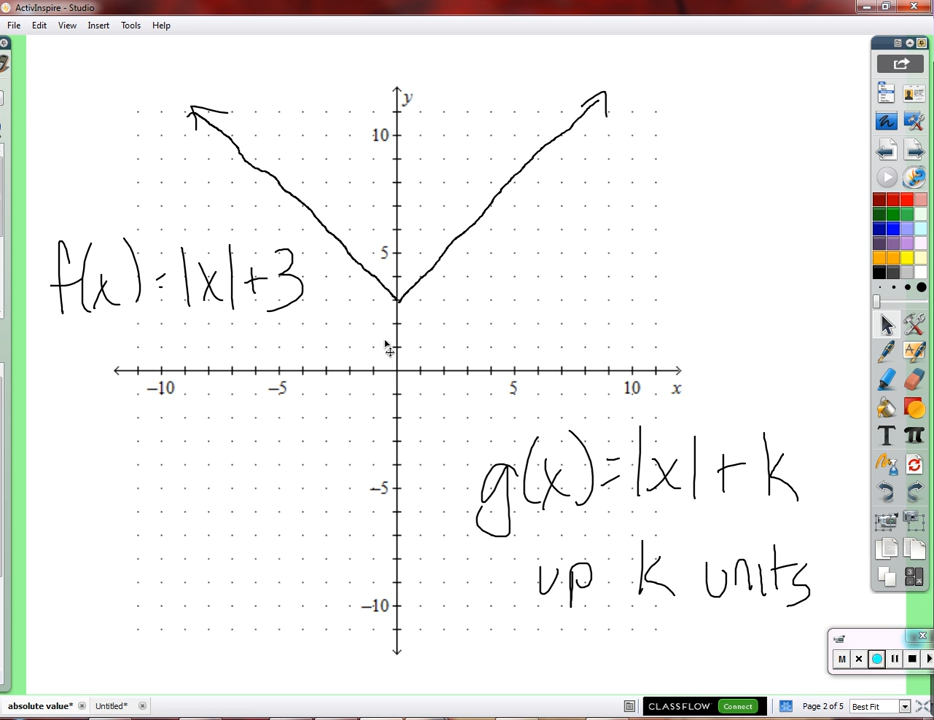 ActivInspire - Studio
File Edit View Insert Tools Help
y
10
5
f(x) = |x| + 3
-10 -5 5 10 x
-5
g(x) = |x| + k
up k units
-10
M
absolute value* Untitled* CLASSFLOW Connect Page 2 of 5 Best Fit